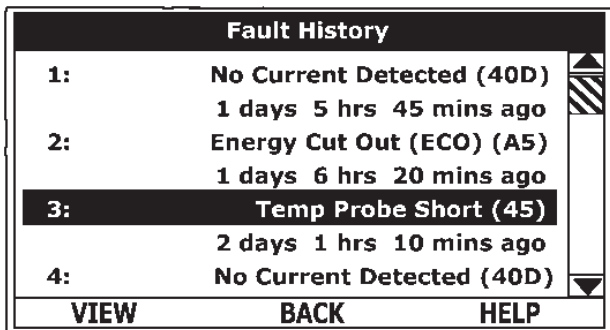 Fault History
1: No Current Detected (40D)
1 days 5 hrs 45 mins ago
2: Energy Cut Out (ECO) (A5)
1 days 6 hrs 20 mins ago
3: Temp Probe Short (45)
2 days 1 hrs 10 mins ago
4: No Current Detected (40D)
VIEW BACK HELP